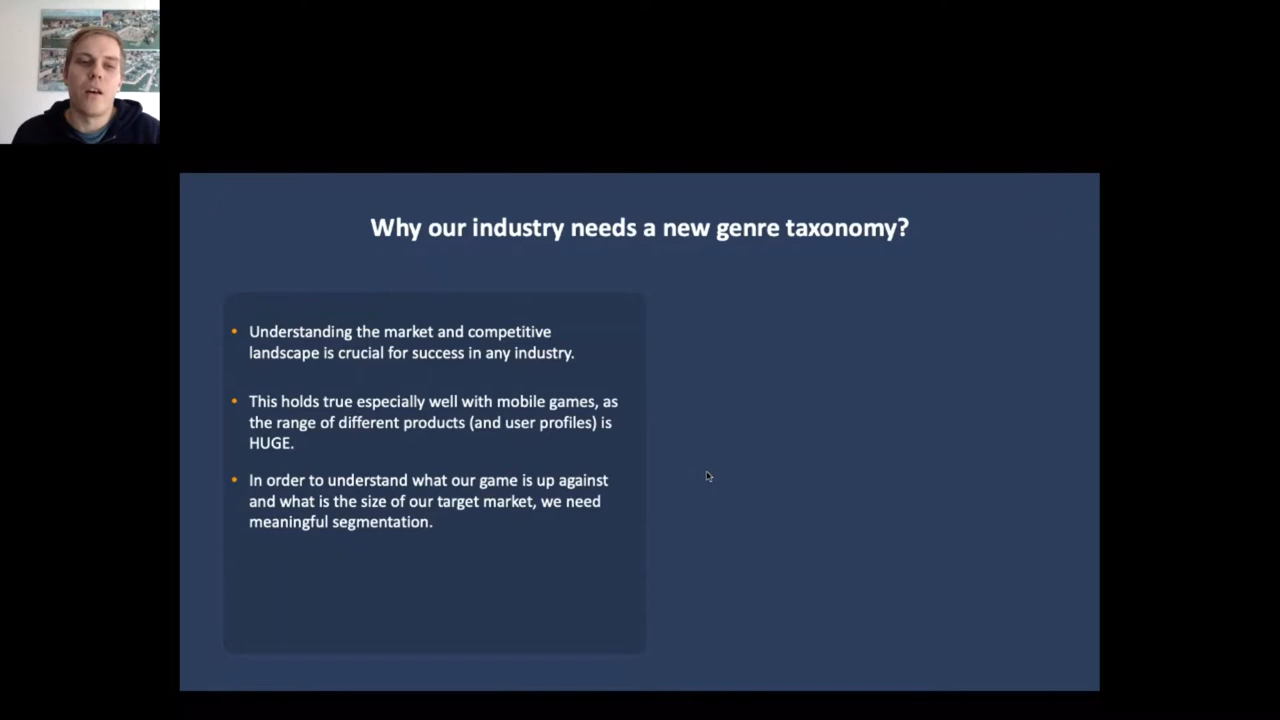 Why our industry needs a new genre taxonomy?
• Understanding the market and competitive
landscape is crucial for success in any industry.
• This holds true especially well with mobile games, as
the range of different products (and user profiles) is
HUGE.
• In order to understand what our game is up against
and what is the size of our target market, we need
meaningful segmentation.